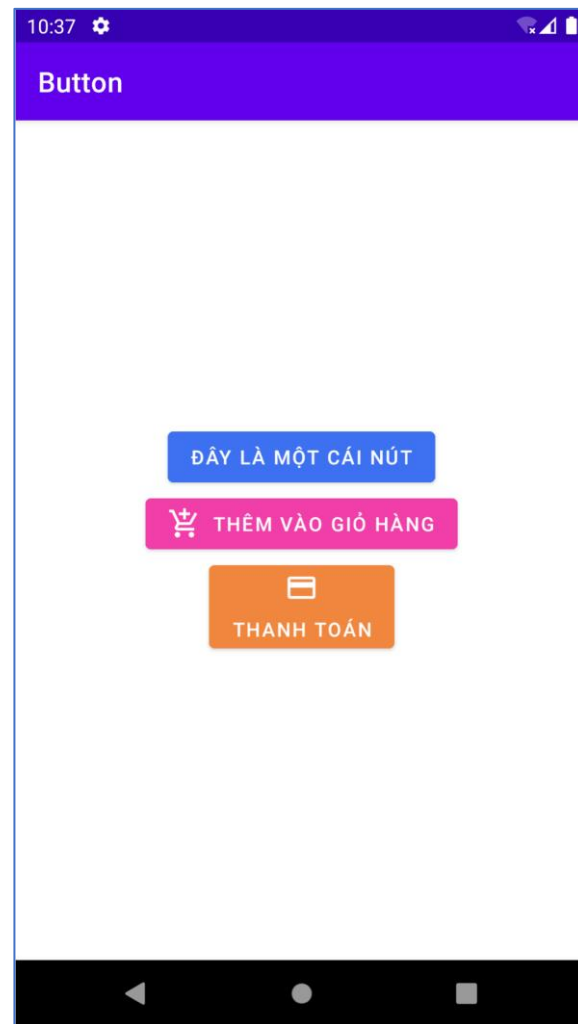 10:37
Button
ĐÂY LÀ MỘT CÁI NÚT
THÊM VÀO GIỎ HÀNG
THANH TOÁN